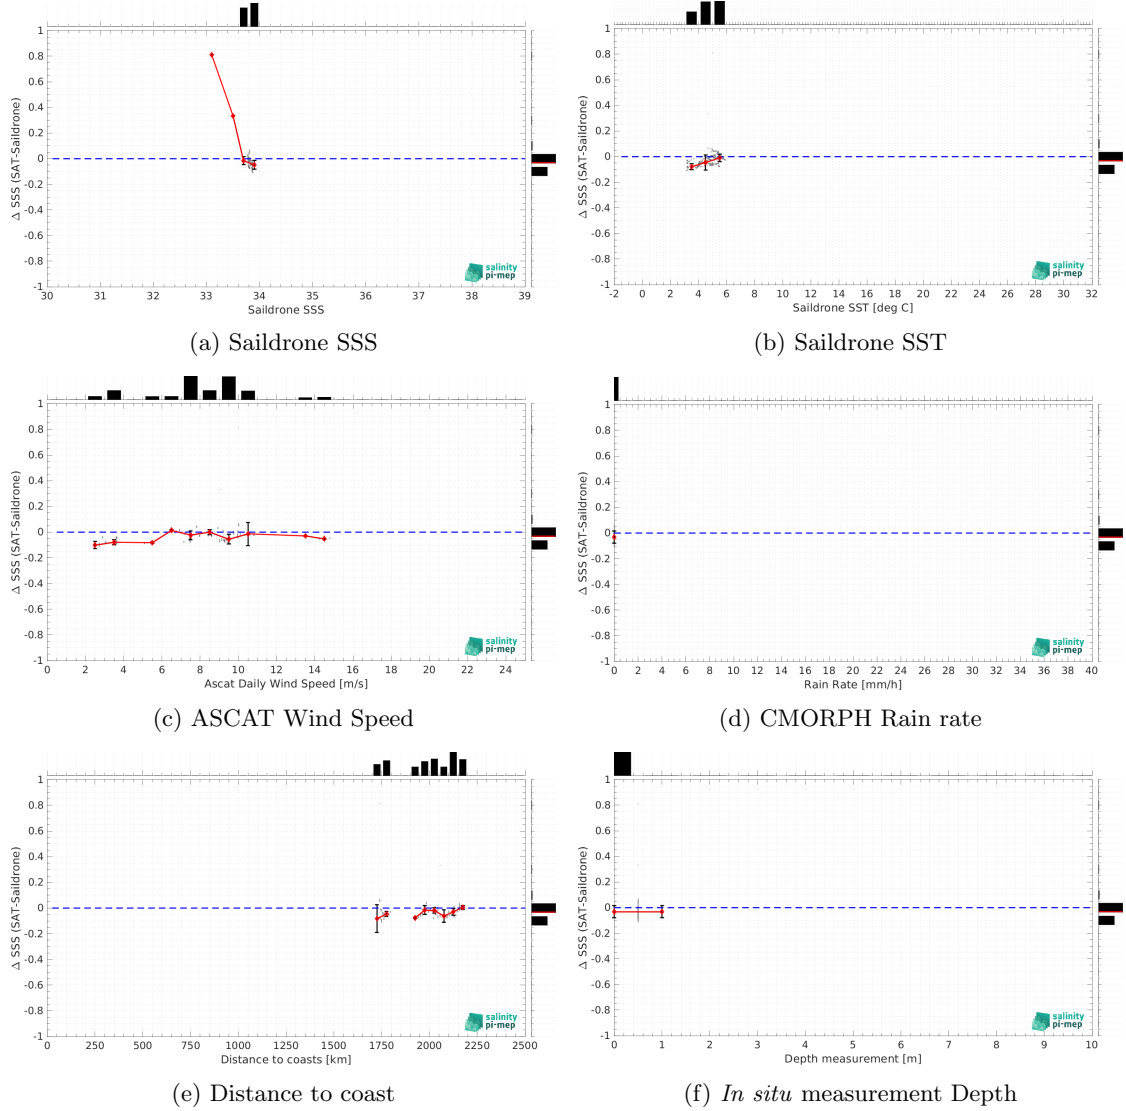 1
0.8
0.6
0.4
0.2
0
-0.2
-0.4
-0.6
-0.8
-1
Δ SSS (SAT-Saildrone)
salinity
pi-mep
30 31 32 33 34 35 36 37 38 39
Saildrone SSS
(a) Saildrone SSS
1
0.8
0.6
0.4
0.2
0
-0.2
-0.4
-0.6
-0.8
-1
Δ SSS (SAT-Saildrone)
salinity
pi-mep
-2 0 2 4 6 8 10 12 14 16 18 20 22 24 26 28 30 32
Saildrone SST [deg C]
(b) Saildrone SST
1
0.8
0.6
0.4
0.2
0
-0.2
-0.4
-0.6
-0.8
-1
Δ SSS (SAT-Saildrone)
salinity
pi-mep
0 2 4 6 8 10 12 14 16 18 20 22 24
Ascat Daily Wind Speed [m/s]
(c) ASCAT Wind Speed
1
0.8
0.6
0.4
0.2
0
-0.2
-0.4
-0.6
-0.8
-1
Δ SSS (SAT-Saildrone)
salinity
pi-mep
0 2 4 6 8 10 12 14 16 18 20 22 24 26 28 30 32 34 36 38 40
Rain Rate [mm/h]
(d) CMORPH Rain rate
1
0.8
0.6
0.4
0.2
0
-0.2
-0.4
-0.6
-0.8
-1
Δ SSS (SAT-Saildrone)
salinity
pi-mep
0 250 500 750 1000 1250 1500 1750 2000 2250 2500
Distance to coasts [km]
(e) Distance to coast
1
0.8
0.6
0.4
0.2
0
-0.2
-0.4
-0.6
-0.8
-1
Δ SSS (SAT-Saildrone)
salinity
pi-mep
0 1 2 3 4 5 6 7 8 9 10
Depth measurement [m]
(f) In situ measurement Depth